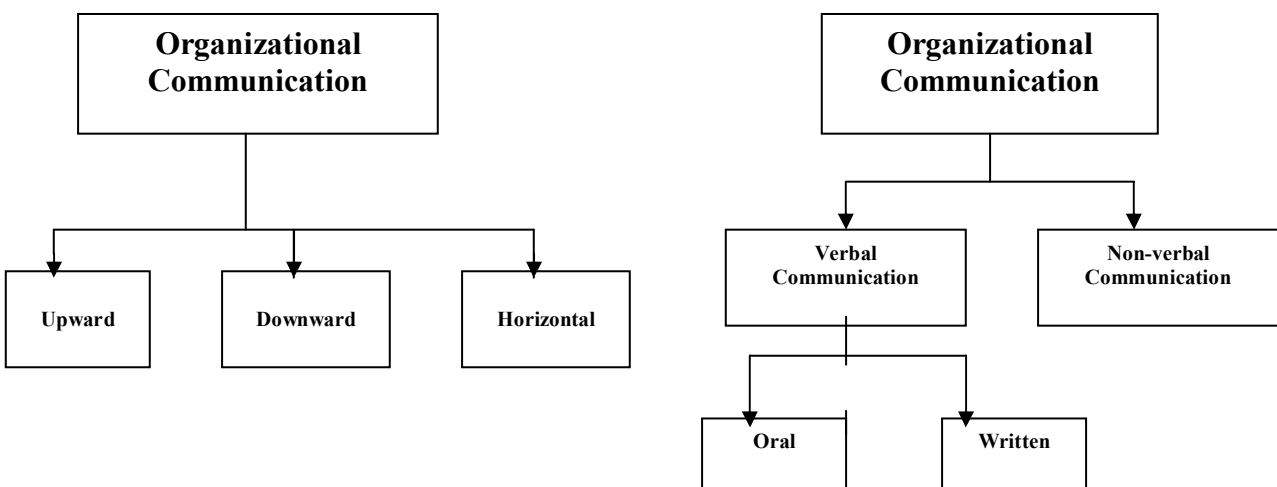 Organizational
Communication
Upward
Downward
Horizontal
Organizational
Communication
Verbal
Communication
Non-verbal
Communication
Oral
Written